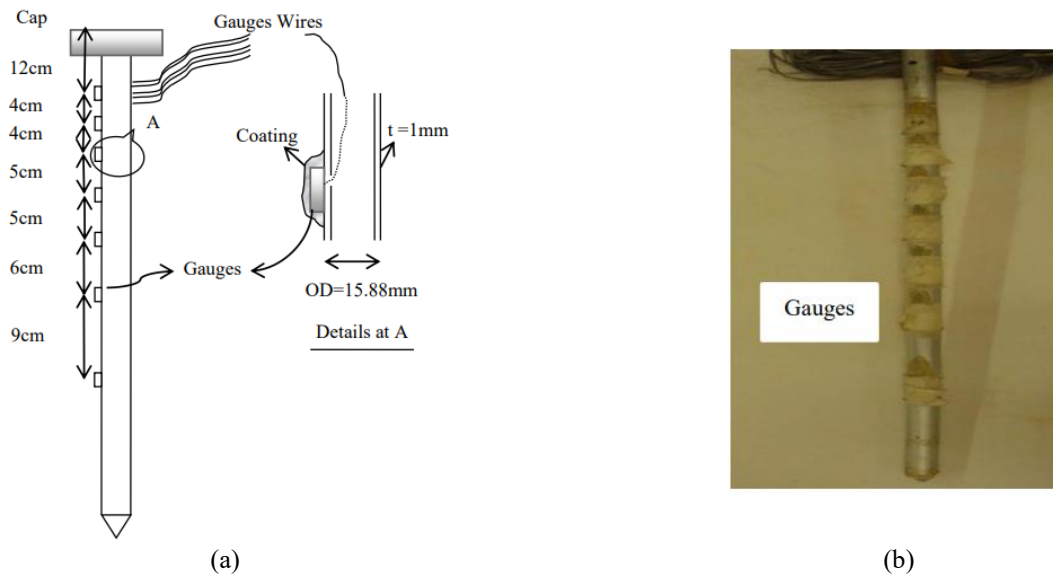 Cap
Gauges Wires
12cm
4cm
A
4cm
Coating
t =1mm
5cm
5cm
6cm
Gauges
OD=15.88mm
9cm
Details at A
Gauges
(a)
(b)